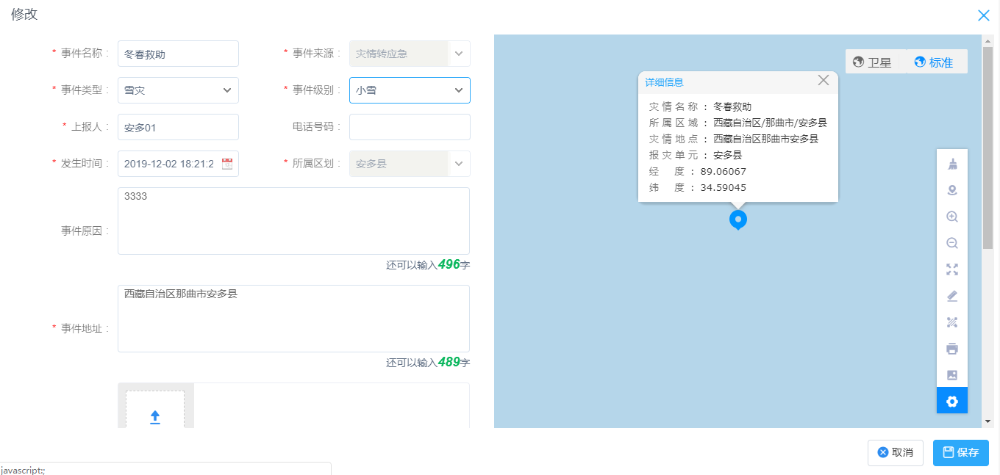 修改
* 事件名称： 冬春救助
* 事件来源： 灾情转应急
* 事件类型： 雪灾
* 事件级别： 小雪
* 上报人： 安多01
电话号码：
* 发生时间： 2019-12-02 18:21:2
* 所属区划： 安多县
事件原因： 3333
还可以输入496字
* 事件地址： 西藏自治区那曲市安多县
还可以输入489字
卫星 标准
详细信息
灾情名称：冬春救助
所属区域：西藏自治区/那曲市/安多县
灾情地点：西藏自治区那曲市安多县
报灾单元：安多县
经 度：89.06067
纬 度：34.59045
取消 保存
javascript:;